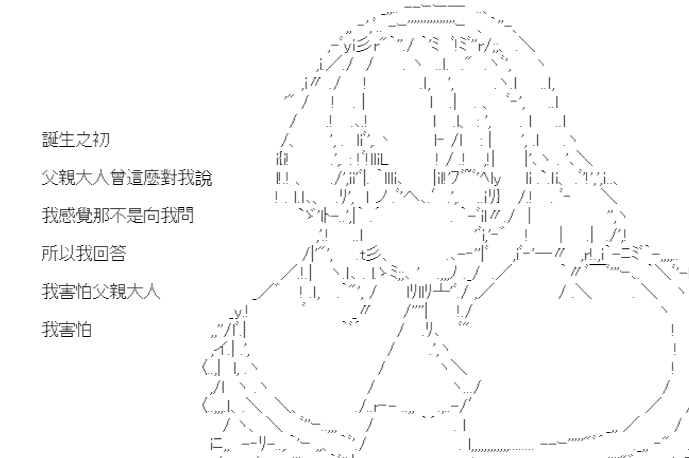 誕生之初
父親大人曾這麼對我說
我感覺那不是向我問
所以我回答
我害怕父親大人
我害怕